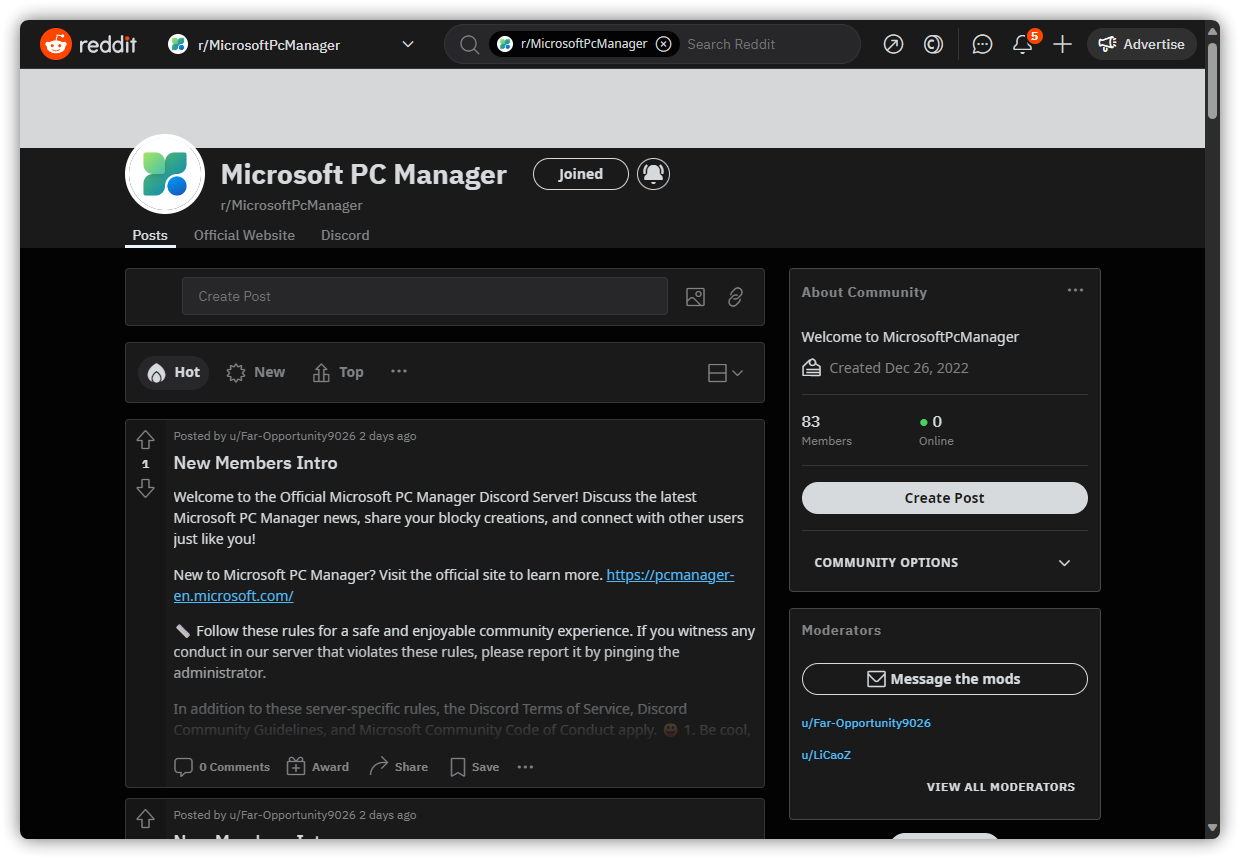 reddit
r/MicrosoftPcManager
r/MicrosoftPcManager
Search Reddit
5
Advertise
Microsoft PC Manager
Joined
r/MicrosoftPcManager
Posts
Official Website
Discord
Create Post
Hot
New
Top
Posted by u/Far-Opportunity9026 2 days ago
1
New Members Intro
Welcome to the Official Microsoft PC Manager Discord Server! Discuss the latest
Microsoft PC Manager news, share your blocky creations, and connect with other users
just like you!
New to Microsoft PC Manager? Visit the official site to learn more. https://pcmanager-
en.microsoft.com/
📏 Follow these rules for a safe and enjoyable community experience. If you witness any
conduct in our server that violates these rules, please report it by pinging the
administrator.
In addition to these server-specific rules, the Discord Terms of Service, Discord
Community Guidelines, and Microsoft Community Code of Conduct apply. 😃 1. Be cool,
0 Comments
Award
Share
Save
Posted by u/Far-Opportunity9026 2 days ago
About Community
Welcome to MicrosoftPcManager
Created Dec 26, 2022
83
Members
0
Online
Create Post
COMMUNITY OPTIONS
Moderators
Message the mods
u/Far-Opportunity9026
u/LiCaoZ
VIEW ALL MODERATORS